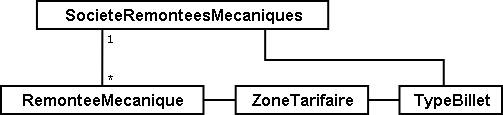 SocieteRemonteesMecaniques
1
*
RemonteeMecanique ZoneTarifaire TypeBillet